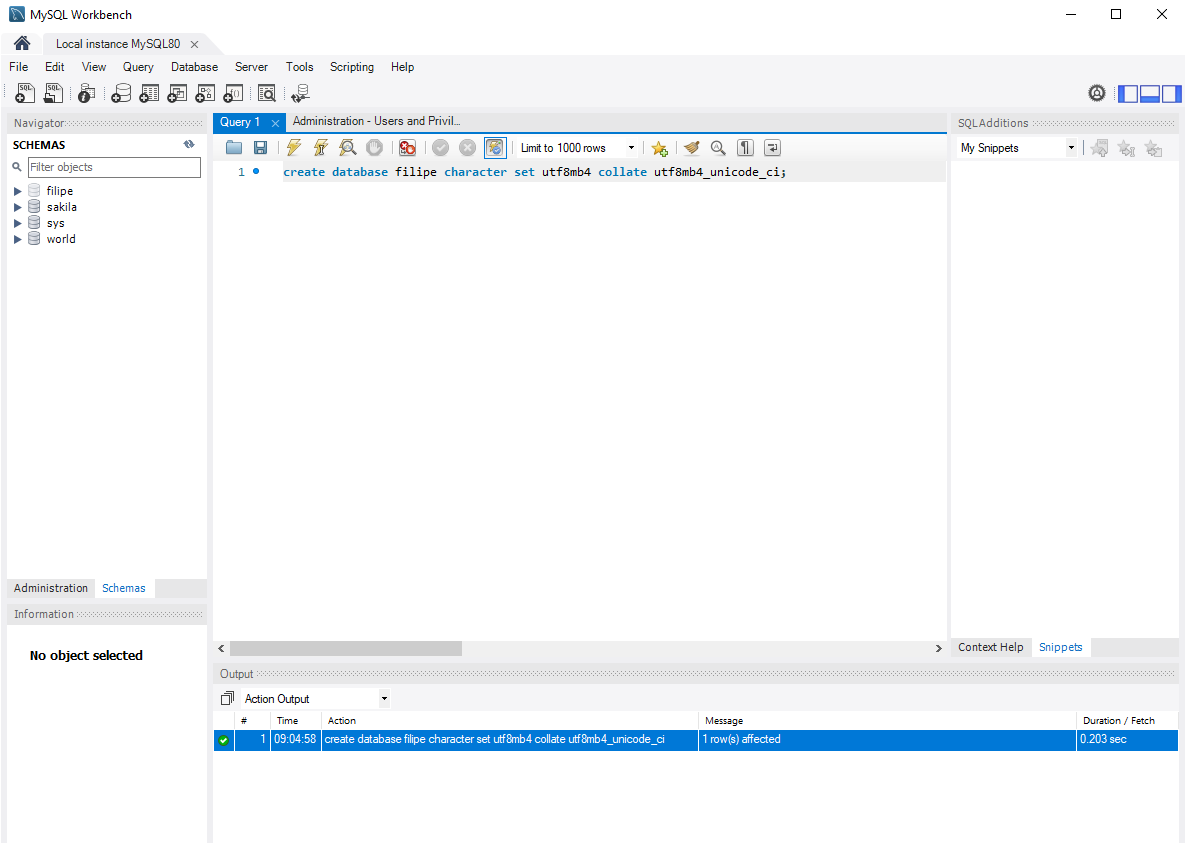 MySQL Workbench
Local instance MySQL80
File Edit View Query Database Server Tools Scripting Help
Navigator
SCHEMAS
Filter objects
filipe
sakila
sys
world
Administration Schemas
Information
No object selected
Query 1 Administration - Users and Privil...
Limit to 1000 rows
1 create database filipe character set utf8mb4 collate utf8mb4_unicode_ci;
SQLAdditions
My Snippets
Context Help Snippets
Output
Action Output
# Time Action Message Duration / Fetch
1 09:04:58 create database filipe character set utf8mb4 collate utf8mb4_unicode_ci 1 row(s) affected 0.203 sec